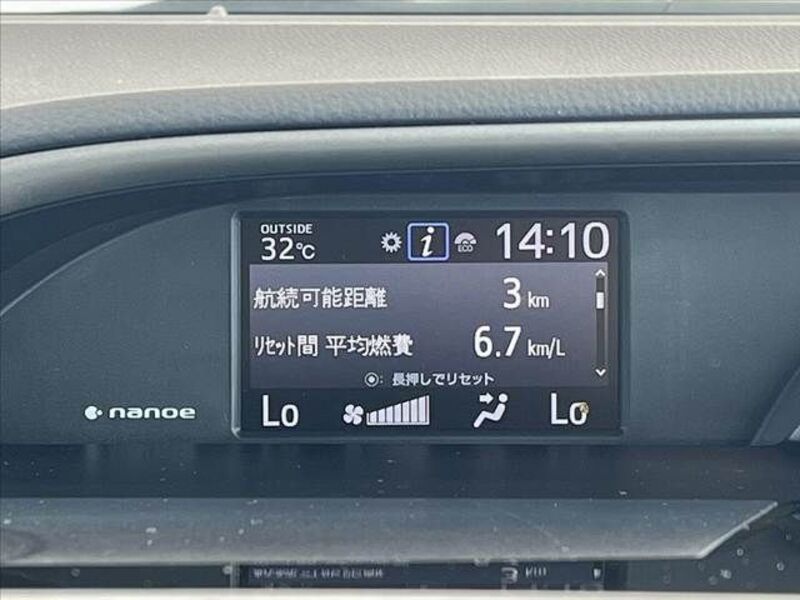 OUTSIDE
32℃
i
ECO
14:10
航続可能距離 3 km
リセット間 平均燃費 6.7 km/L
◉: 長押しでリセット
Lo
Lo
nanoe